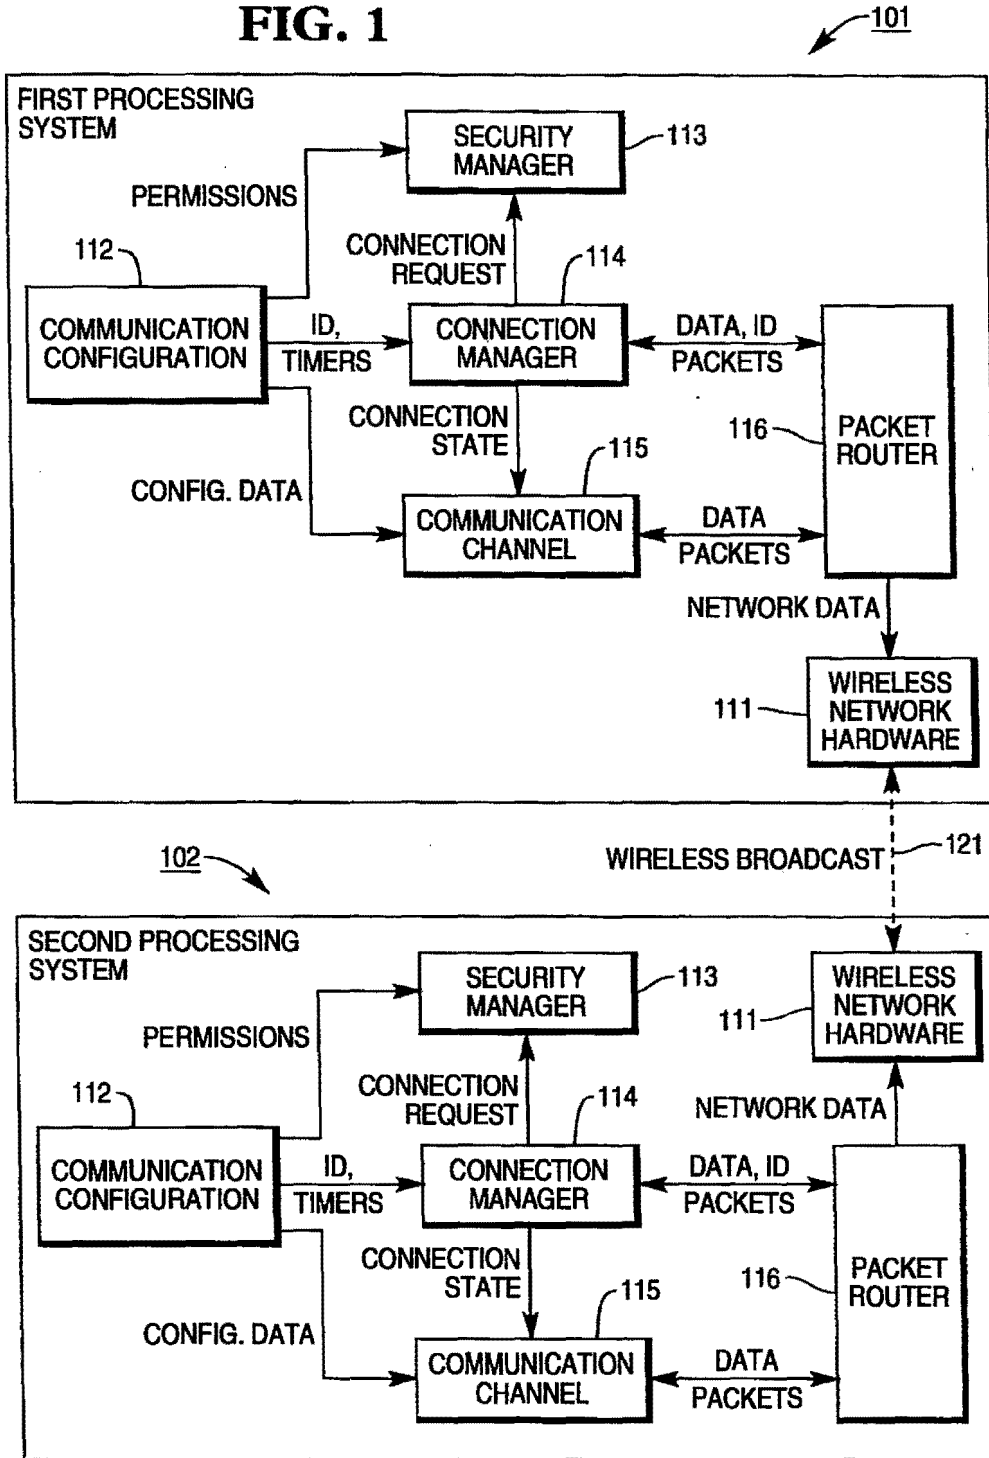 FIG. 1
101
FIRST PROCESSING
SYSTEM
SECURITY
MANAGER
113
PERMISSIONS
112
CONNECTION
REQUEST
114
COMMUNICATION
CONFIGURATION
ID,
TIMERS
CONNECTION
MANAGER
DATA, ID
PACKETS
CONNECTION
STATE
116
PACKET
ROUTER
115
CONFIG. DATA
COMMUNICATION
CHANNEL
DATA
PACKETS
NETWORK DATA
111
WIRELESS
NETWORK
HARDWARE
102
WIRELESS BROADCAST
121
SECOND PROCESSING
SYSTEM
SECURITY
MANAGER
113
WIRELESS
NETWORK
HARDWARE
111
PERMISSIONS
112
CONNECTION
REQUEST
114
NETWORK DATA
COMMUNICATION
CONFIGURATION
ID,
TIMERS
CONNECTION
MANAGER
DATA, ID
PACKETS
CONNECTION
STATE
116
PACKET
ROUTER
115
CONFIG. DATA
COMMUNICATION
CHANNEL
DATA
PACKETS